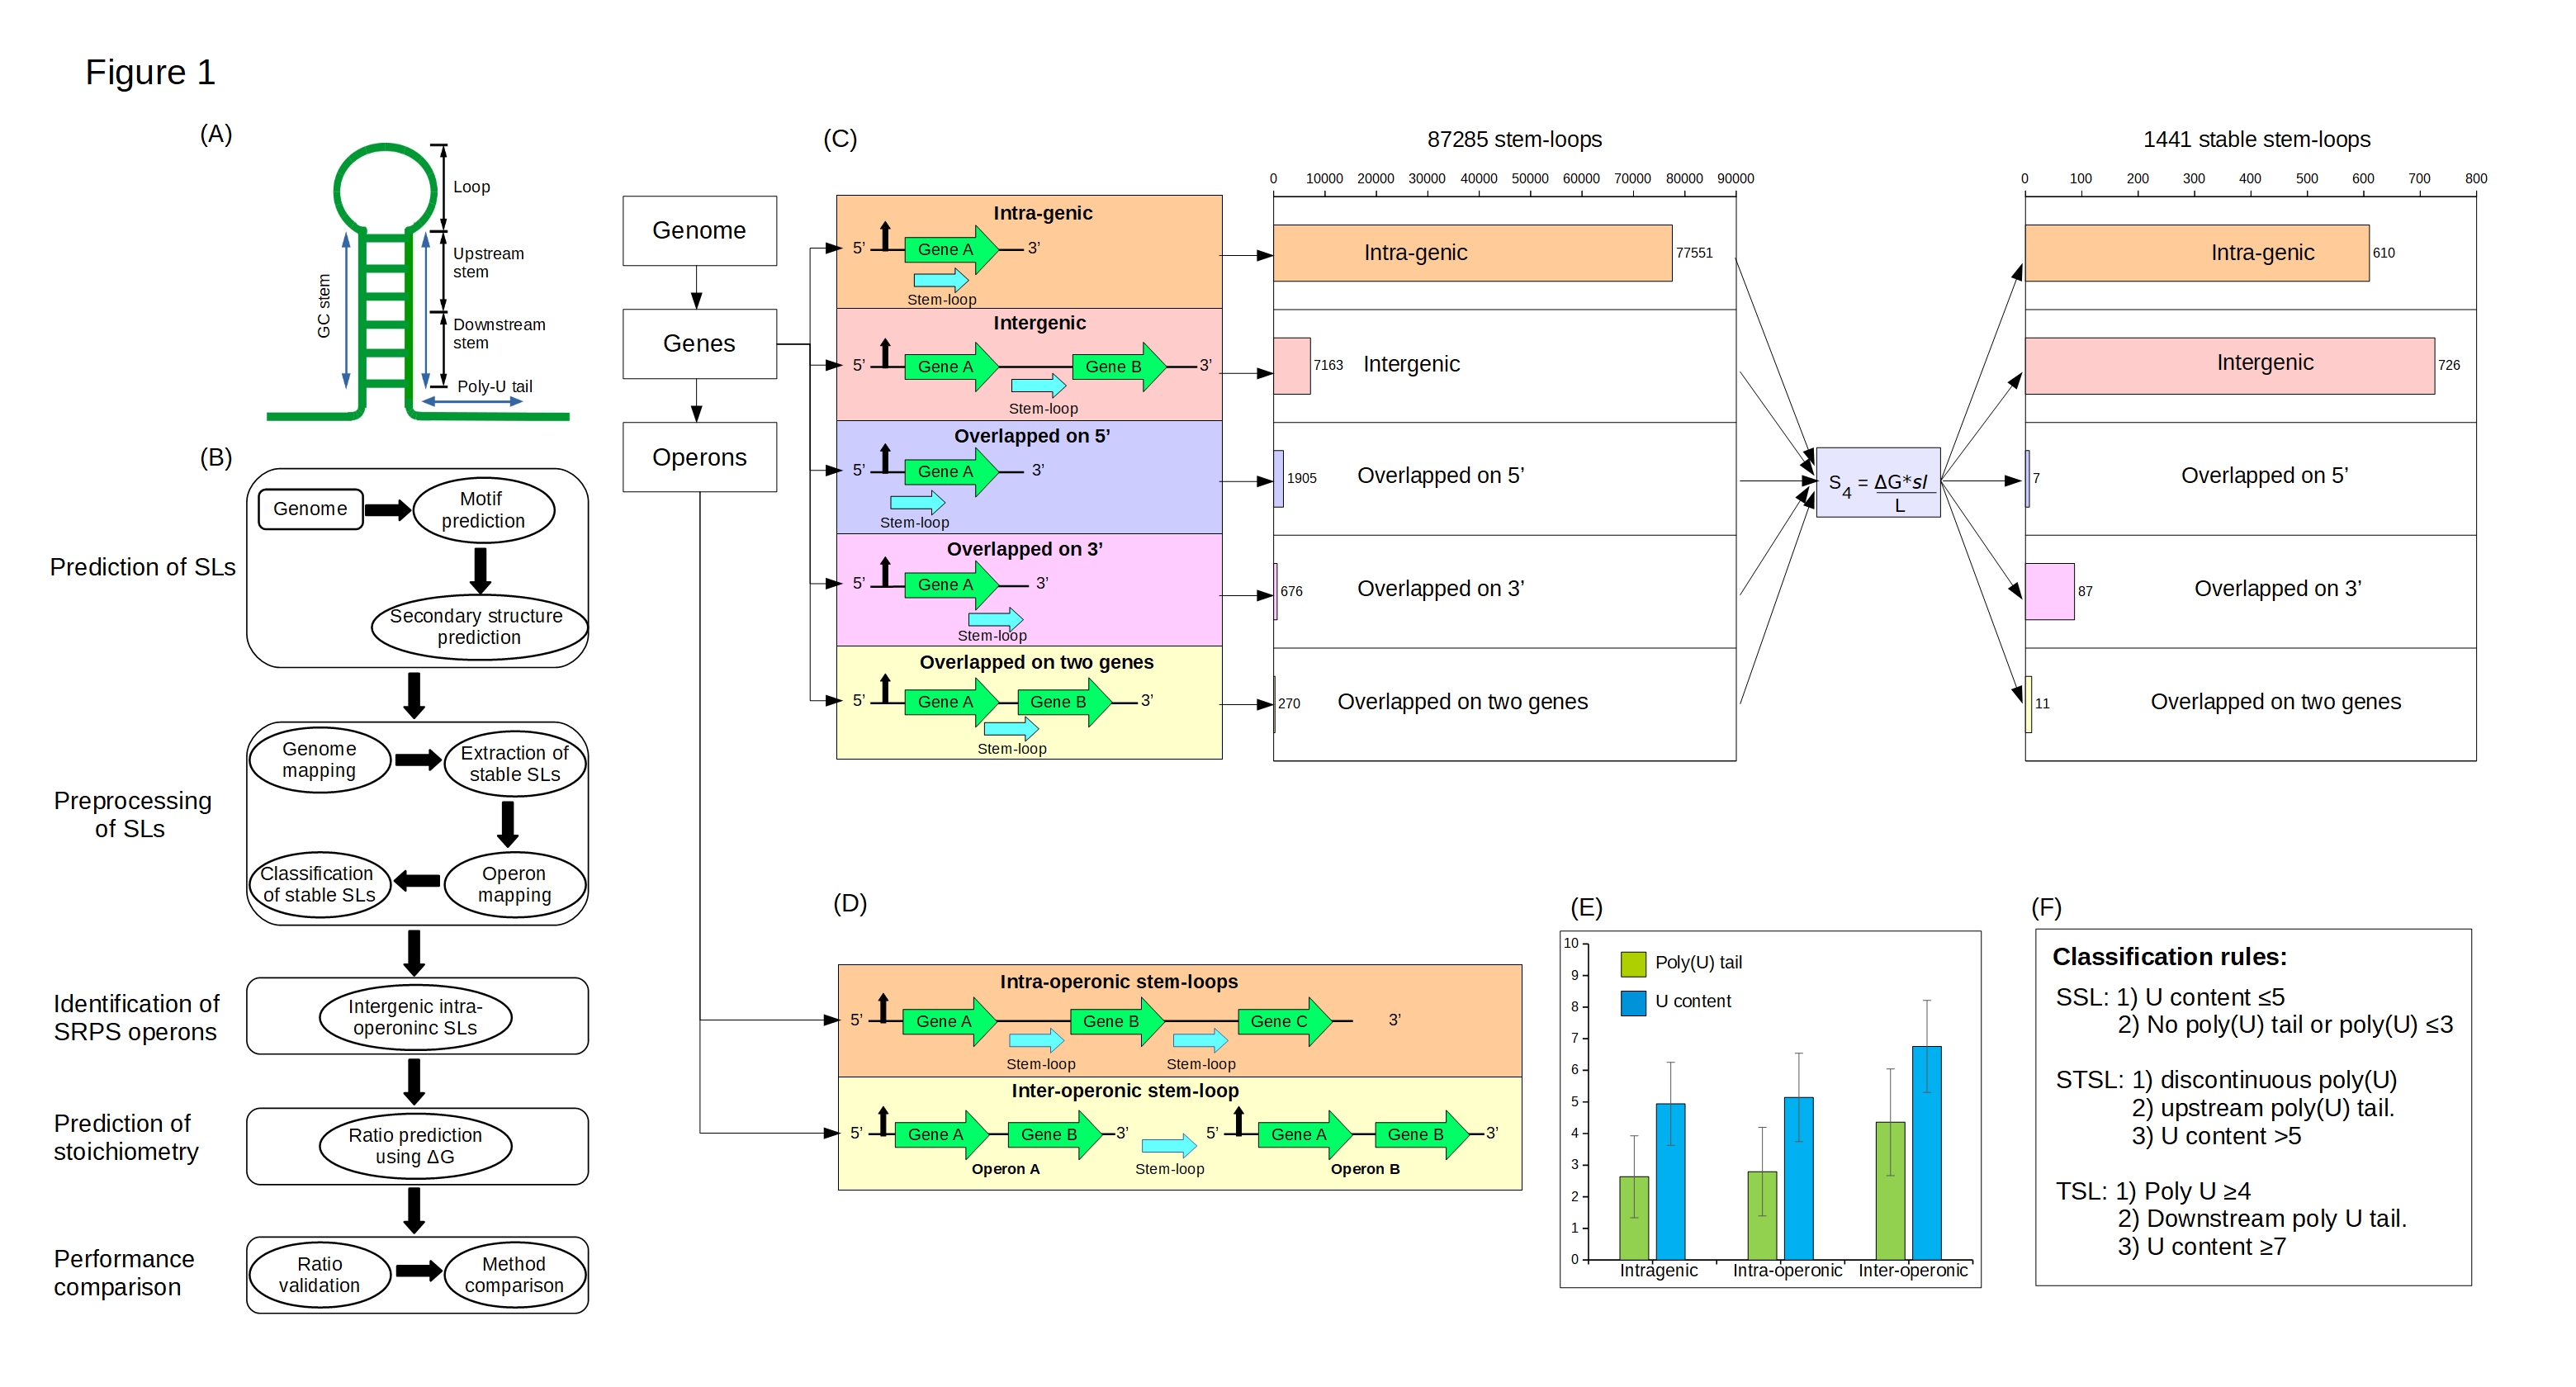 Figure 1
(A)
Loop
Upstream
stem
Downstream
stem
GC stem
Poly-U tail
(B)
Prediction of SLs
Genome
Motif
prediction
Secondary structure
prediction
Preprocessing
of SLs
Genome
mapping
Extraction of
stable SLs
Classification
of stable SLs
Operon
mapping
Identification of
SRPS operons
Intergenic intra-
operoninc SLs
Prediction of
stoichiometry
Ratio prediction
using ΔG
Performance
comparison
Ratio
validation
Method
comparison
Genome
Genes
Operons
(C)
Intra-genic
5’ Gene A 3’
Stem-loop
Intergenic
5’ Gene A Gene B 3’
Stem-loop
Overlapped on 5’
5’ Gene A 3’
Stem-loop
Overlapped on 3’
5’ Gene A 3’
Stem-loop
Overlapped on two genes
5’ Gene A Gene B 3’
Stem-loop
87285 stem-loops
0 10000 20000 30000 40000 50000 60000 70000 80000 90000
Intra-genic 77551
7163 Intergenic
1905 Overlapped on 5’
676 Overlapped on 3’
270 Overlapped on two genes
S4 = ΔG*sl
L
1441 stable stem-loops
0 100 200 300 400 500 600 700 800
Intra-genic 610
Intergenic 726
7 Overlapped on 5’
87 Overlapped on 3’
11 Overlapped on two genes
(D)
Intra-operonic stem-loops
5’ Gene A Gene B Gene C 3’
Stem-loop Stem-loop
Inter-operonic stem-loop
5’ Gene A Gene B 3’ 5’ Gene A Gene B 3’
Operon A Stem-loop Operon B
(E)
10
9
8
7
6
5
4
3
2
1
0
Poly(U) tail
U content
Intragenic Intra-operonic Inter-operonic
(F)
Classification rules:
SSL: 1) U content ≤5
2) No poly(U) tail or poly(U) ≤3
STSL: 1) discontinuous poly(U)
2) upstream poly(U) tail.
3) U content >5
TSL: 1) Poly U ≥4
2) Downstream poly U tail.
3) U content ≥7